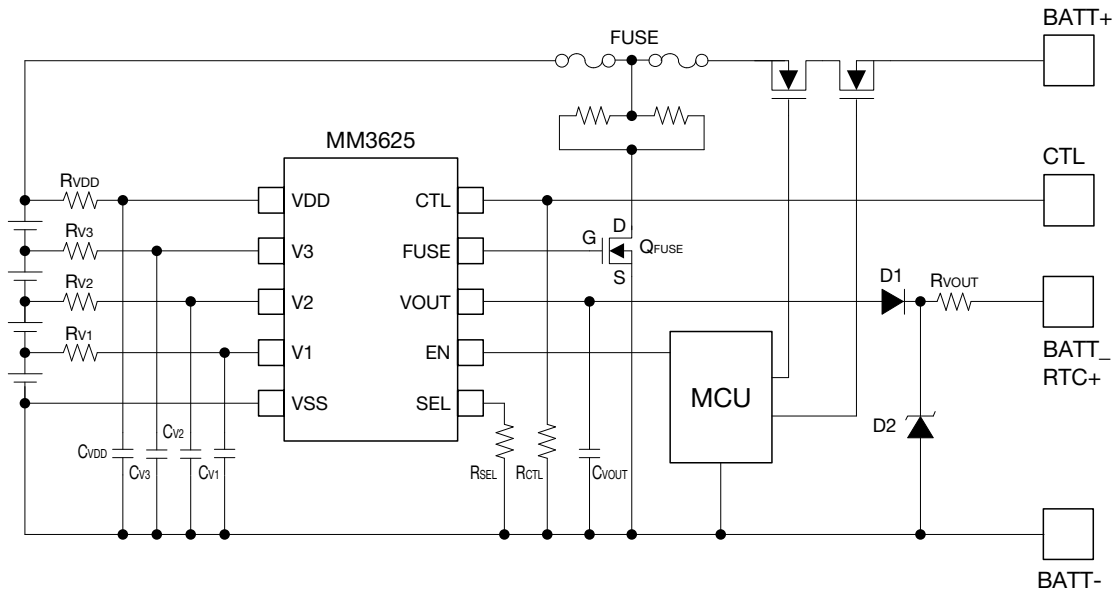 BATT+
FUSE
MM3625
CTL
RVDD
VDD
CTL
RV3
V3
FUSE
G
D
S
QFUSE
RV2
V2
VOUT
D1
RVOUT
RV1
V1
EN
BATT_
RTC+
VSS
SEL
MCU
D2
CVDD
CV3
CV2
CV1
RSEL
RCTL
CVOUT
BATT-